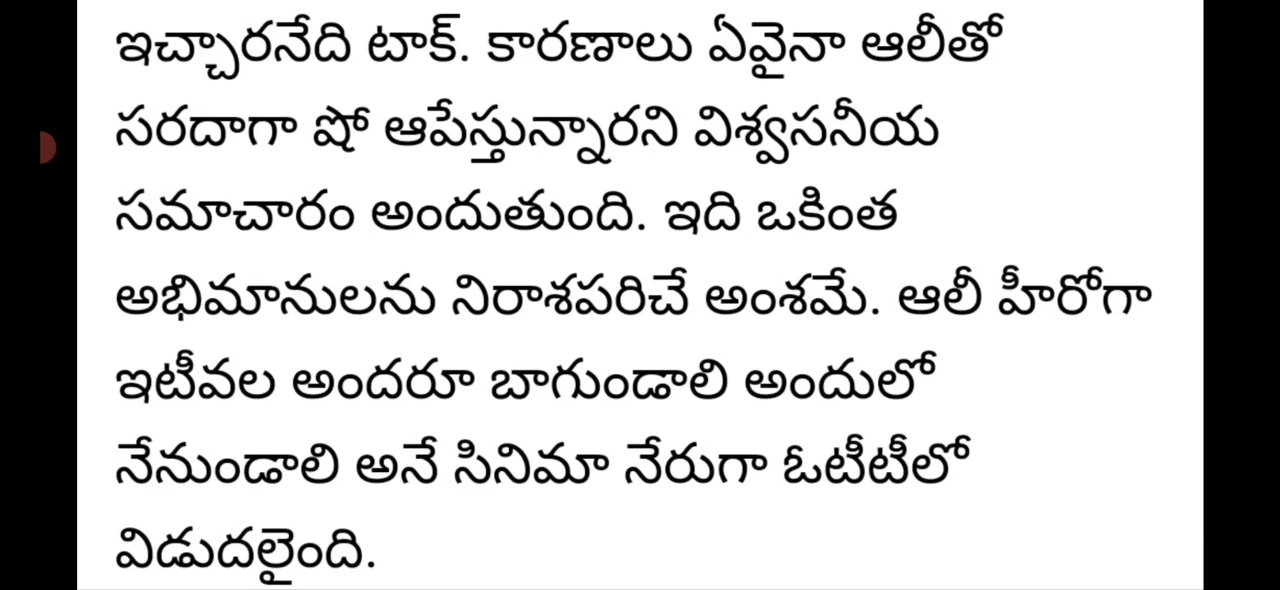 ఇచ్చారనేది టాక్. కారణాలు ఏవైనా ఆలీతో
సరదాగా షో ఆపేస్తున్నారని విశ్వసనీయ
సమాచారం అందుతుంది. ఇది ఒకింత
అభిమానులను నిరాశపరిచే అంశమే. ఆలీ హీరోగా
ఇటీవల అందరూ బాగుండాలి అందులో
నేనుండాలి అనే సినిమా నేరుగా ఓటీటీలో
విడుదలైంది.